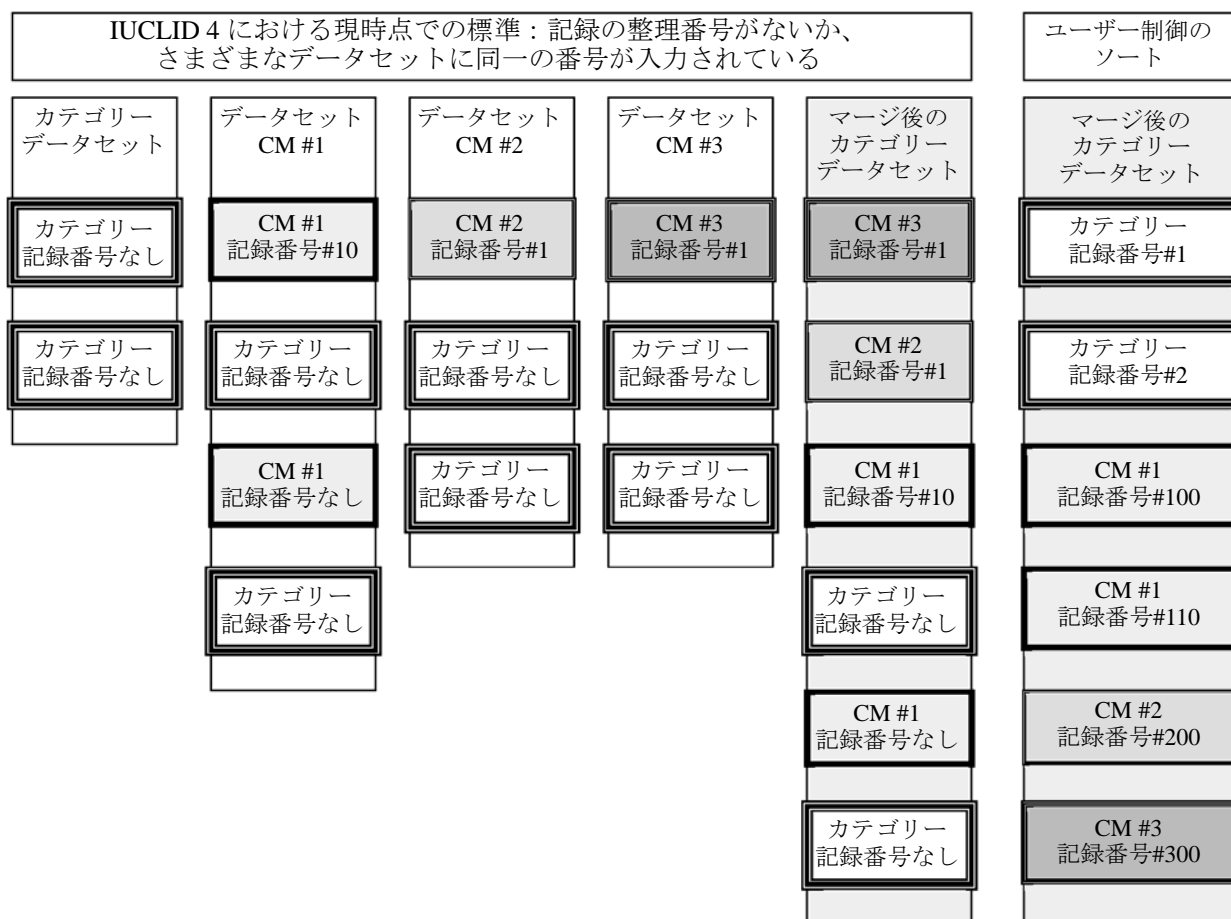 IUCLID 4 における現時点での標準：記録の整理番号がないか、
さまざまなデータセットに同一の番号が入力されている
ユーザー制御の
ソート
カテゴリー
データセット
カテゴリー
記録番号なし
カテゴリー
記録番号なし
データセット
CM #1
CM #1
記録番号#10
カテゴリー
記録番号なし
CM #1
記録番号なし
カテゴリー
記録番号なし
データセット
CM #2
CM #2
記録番号#1
カテゴリー
記録番号なし
カテゴリー
記録番号なし
データセット
CM #3
CM #3
記録番号#1
カテゴリー
記録番号なし
カテゴリー
記録番号なし
マージ後の
カテゴリー
データセット
CM #3
記録番号#1
CM #2
記録番号#1
CM #1
記録番号#10
カテゴリー
記録番号なし
CM #1
記録番号なし
カテゴリー
記録番号なし
マージ後の
カテゴリー
データセット
カテゴリー
記録番号#1
カテゴリー
記録番号#2
CM #1
記録番号#100
CM #1
記録番号#110
CM #2
記録番号#200
CM #3
記録番号#300